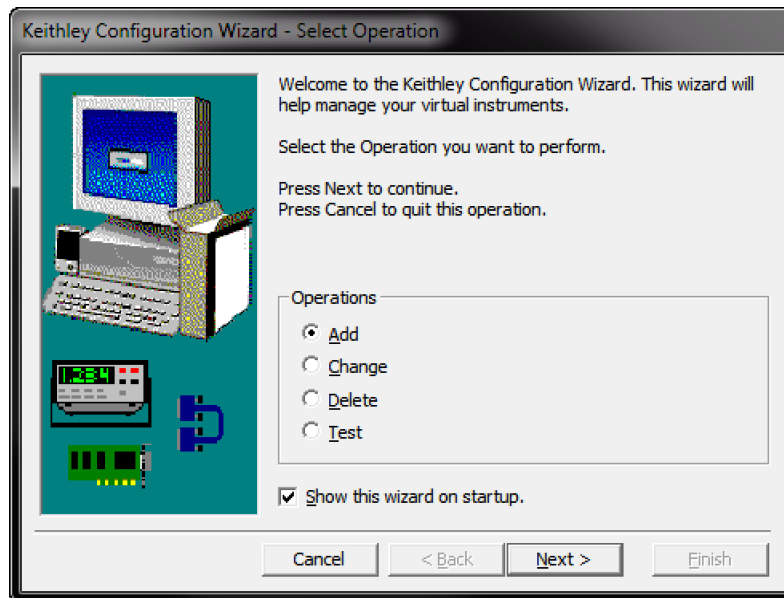 Keithley Configuration Wizard - Select Operation
Welcome to the Keithley Configuration Wizard. This wizard will
help manage your virtual instruments.
Select the Operation you want to perform.
Press Next to continue.
Press Cancel to quit this operation.
Operations
Add
Change
Delete
Test
1.234
Show this wizard on startup.
Cancel
< Back
Next >
Finish